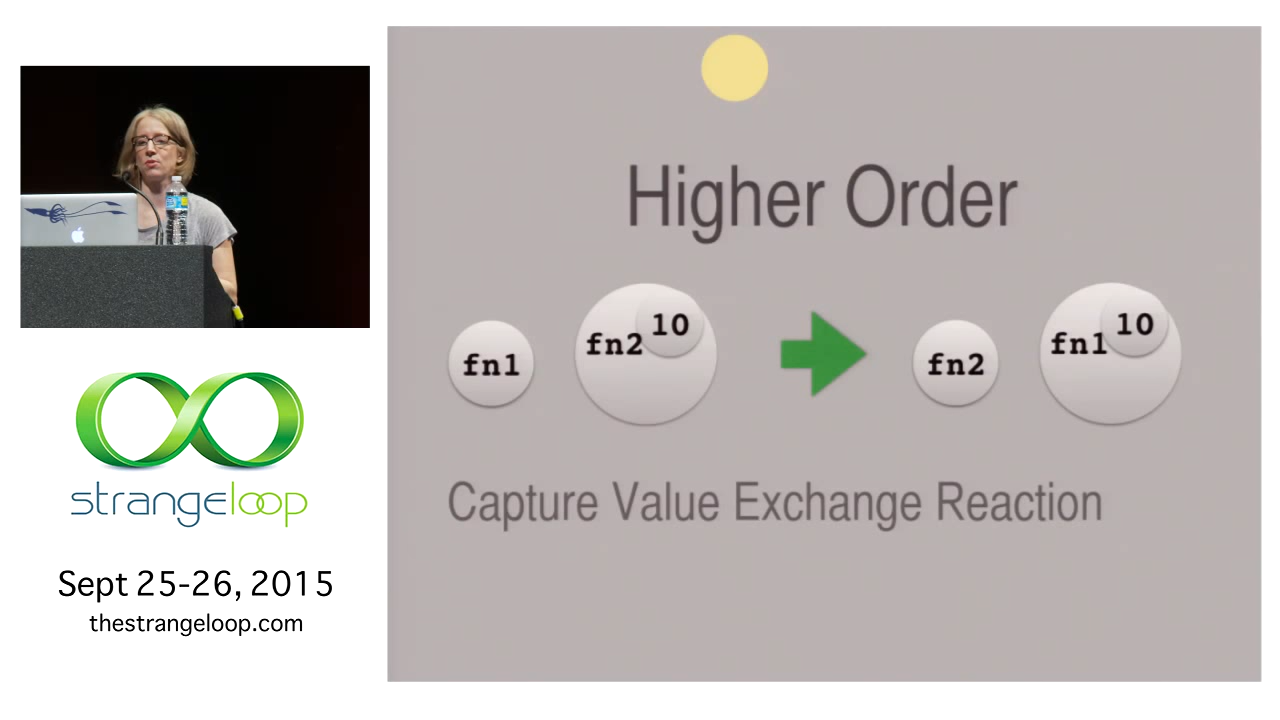 Higher Order
fn1 fn2 10 fn2 fn1 10
Capture Value Exchange Reaction
strangeloop
Sept 25-26, 2015
thestrangeloop.com